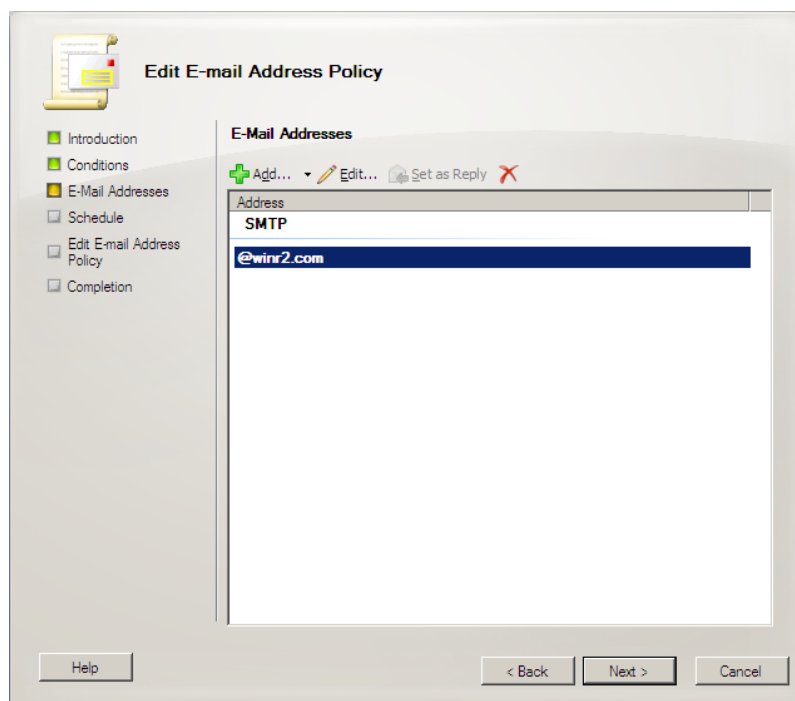 Edit E-mail Address Policy
Introduction
Conditions
E-Mail Addresses
Schedule
Edit E-mail Address
Policy
Completion
E-Mail Addresses
Add... Edit... Set as Reply
Address
SMTP
@winr2.com
Help
< Back Next > Cancel